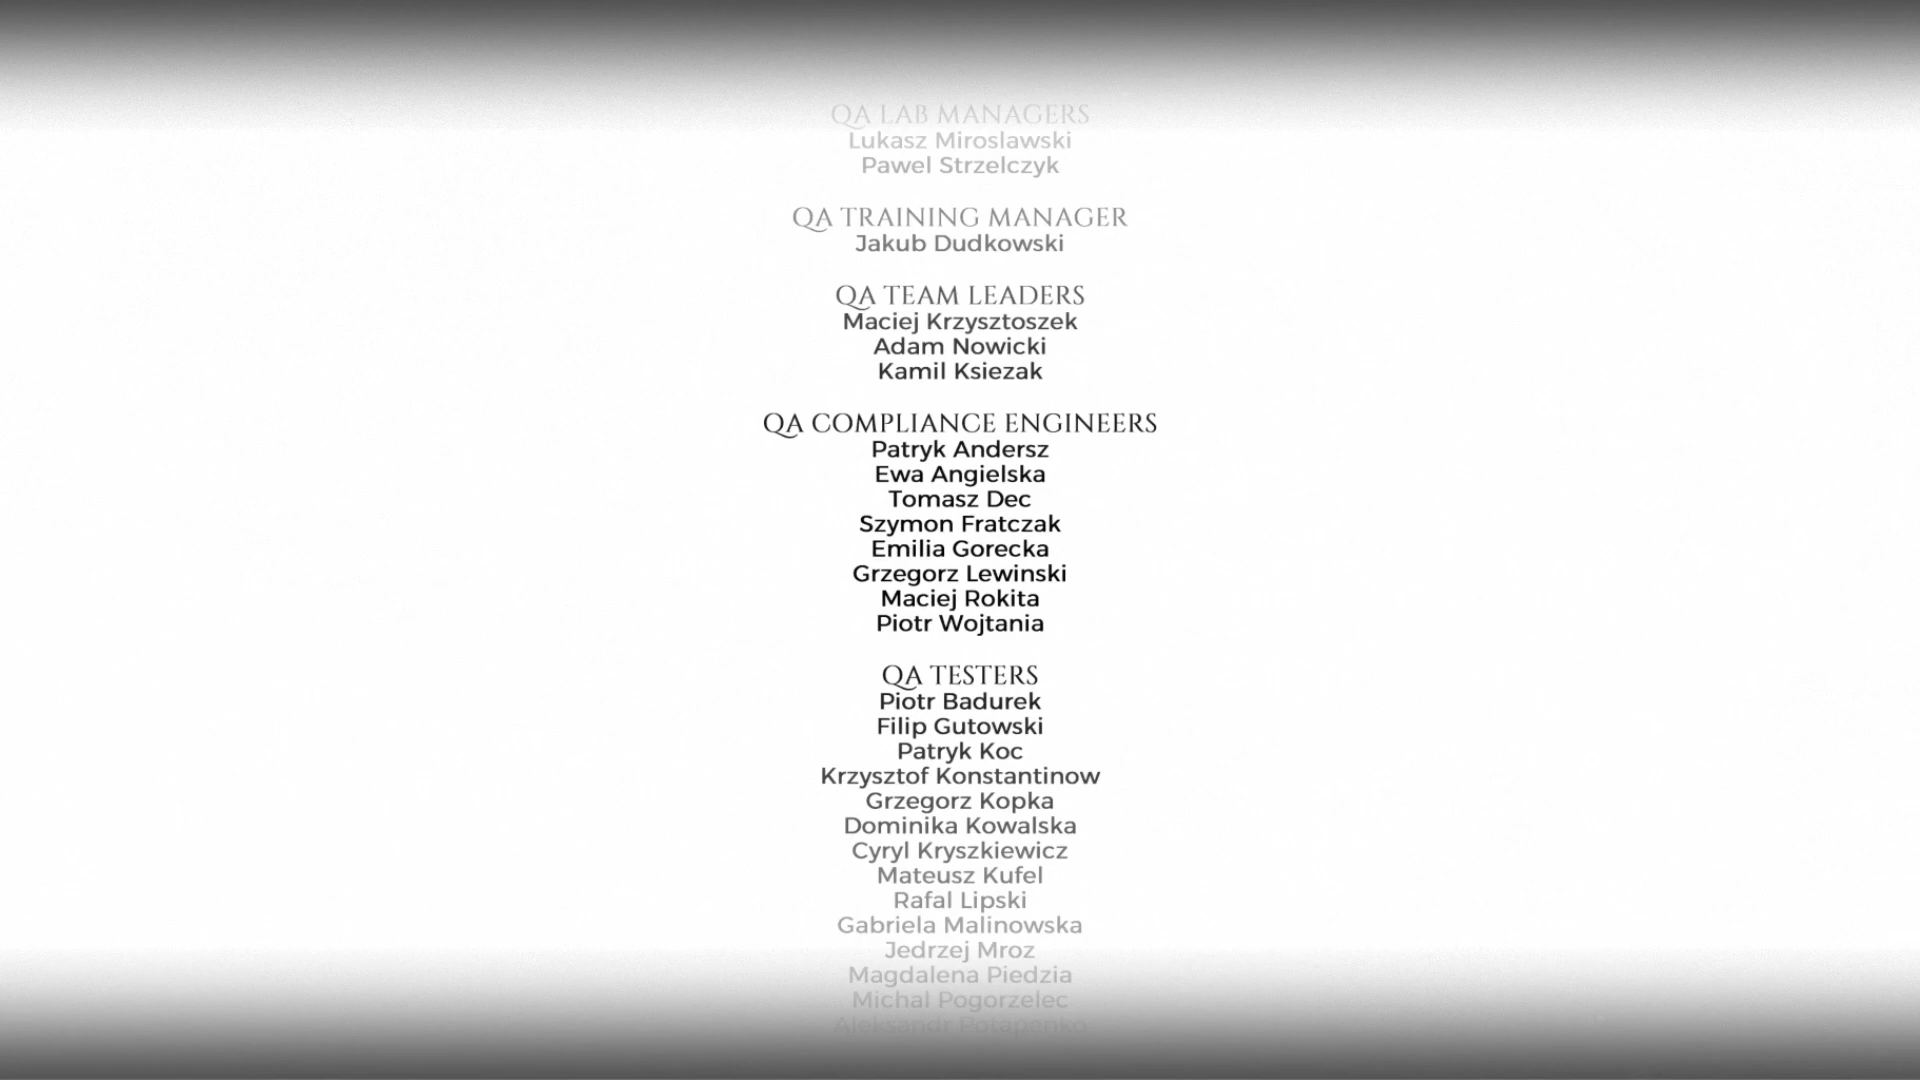 QA LAB MANAGERS
Lukasz Miroslawski
Pawel Strzelczyk
QA TRAINING MANAGER
Jakub Dudkowski
QA TEAM LEADERS
Maciej Krzysztoszek
Adam Nowicki
Kamil Ksiezak
QA COMPLIANCE ENGINEERS
Patryk Andersz
Ewa Angielska
Tomasz Dec
Szymon Fratczak
Emilia Gorecka
Grzegorz Lewinski
Maciej Rokita
Piotr Wojtania
QA TESTERS
Piotr Badurek
Filip Gutowski
Patryk Koc
Krzysztof Konstantinow
Grzegorz Kopka
Dominika Kowalska
Cyryl Kryszkiewicz
Mateusz Kufel
Rafal Lipski
Gabriela Malinowska
Jedrzej Mroz
Magdalena Piedzia
Michal Pogorzelec
Aleksandr Potapenko